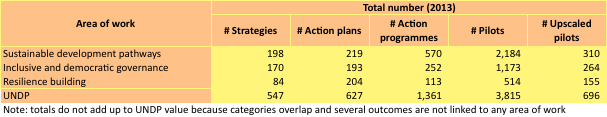 Area of work Total number (2013)
# Strategies # Action plans # Action programmes # Pilots # Upscaled pilots
Sustainable development pathways 198 219 570 2,184 310
Inclusive and democratic governance 170 193 252 1,173 264
Resilience building 84 204 113 514 155
UNDP 547 627 1,361 3,815 696
Note: totals do not add up to UNDP value because categories overlap and several outcomes are not linked to any area of work